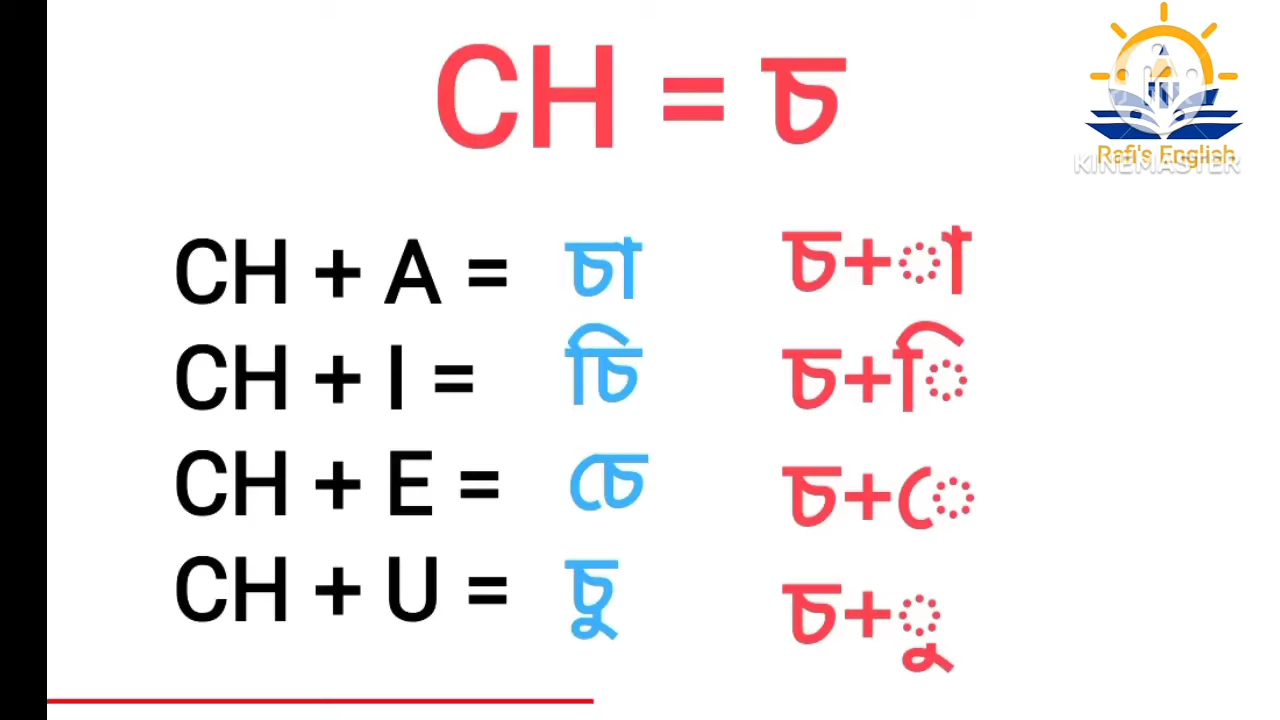 CH = চ
Rafi's English
KINEMASTER
CH + A = চা চ+া
CH + I = চি চ+ি
CH + E = চে চ+ে
CH + U = চু চ+ু